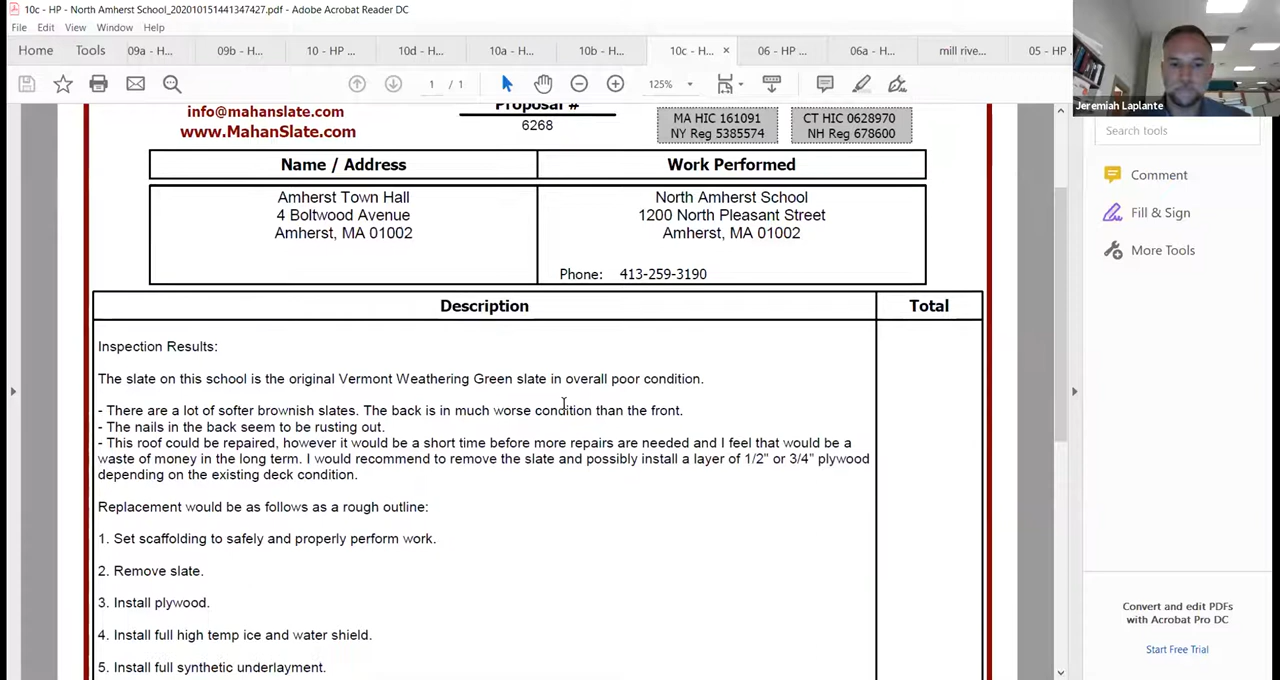 10c - HP - North Amherst School_202010151441347427.pdf - Adobe Acrobat Reader DC
File Edit View Window Help
Home Tools 09a - H... 09b - H... 10 - HP ... 10d - H... 10a - H... 10b - H... 10c - H... × 06 - HP ... 06a - H... mill rive... 05 - HP
1 / 1 125%
Jeremiah Laplante
Search tools
Comment
Fill & Sign
More Tools
Convert and edit PDFs
with Acrobat Pro DC
Start Free Trial
info@mahanslate.com
www.MahanSlate.com
Proposal #
6268
MA HIC 161091
NY Reg 5385574
CT HIC 0628970
NH Reg 678600
Name / Address
Work Performed
Amherst Town Hall
4 Boltwood Avenue
Amherst, MA 01002
North Amherst School
1200 North Pleasant Street
Amherst, MA 01002
Phone: 413-259-3190
Description
Total
Inspection Results:
The slate on this school is the original Vermont Weathering Green slate in overall poor condition.
- There are a lot of softer brownish slates. The back is in much worse condition than the front.
- The nails in the back seem to be rusting out.
- This roof could be repaired, however it would be a short time before more repairs are needed and I feel that would be a
waste of money in the long term. I would recommend to remove the slate and possibly install a layer of 1/2" or 3/4" plywood
depending on the existing deck condition.
Replacement would be as follows as a rough outline:
1. Set scaffolding to safely and properly perform work.
2. Remove slate.
3. Install plywood.
4. Install full high temp ice and water shield.
5. Install full synthetic underlayment.